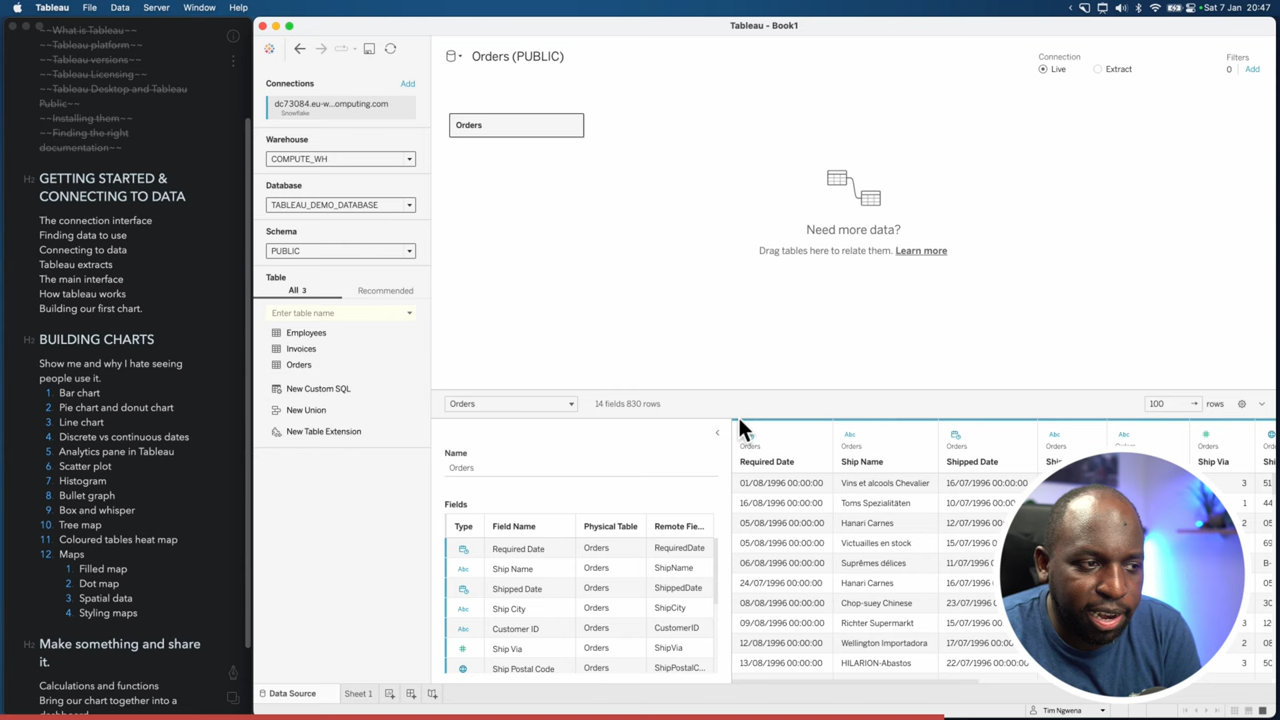 Tableau File Data Server Window Help
Sat 7 Jan 20:47
~~What is Tableau~~
~~Tableau platform~~
~~Tableau versions~~
~~Tableau Licensing~~
~~Tableau Desktop and Tableau
Public~~
~~Installing them~~
~~Finding the right
documentation~~
H2 GETTING STARTED &
CONNECTING TO DATA
The connection interface
Finding data to use
Connecting to data
Tableau extracts
The main interface
How tableau works
Building our first chart.
H2 BUILDING CHARTS
Show me and why I hate seeing
people use it.
1. Bar chart
2. Pie chart and donut chart
3. Line chart
4. Discrete vs continuous dates
5. Analytics pane in Tableau
6. Scatter plot
7. Histogram
8. Bullet graph
9. Box and whisper
10. Tree map
11. Coloured tables heat map
12. Maps
1. Filled map
2. Dot map
3. Spatial data
4. Styling maps
H2 Make something and share
it.
Calculations and functions
Bring our chart together into a
dashboard
Tableau - Book1
Connections Add
dc73084.eu-w...omputing.com
Snowflake
Warehouse
COMPUTE_WH
Database
TABLEAU_DEMO_DATABASE
Schema
PUBLIC
Table
All 3 Recommended
Enter table name
Employees
Invoices
Orders
New Custom SQL
New Union
New Table Extension
Orders (PUBLIC)
Connection
Live Extract
Filters
0 Add
Orders
Need more data?
Drag tables here to relate them. Learn more
Orders 14 fields 830 rows 100 rows
Name
Orders
Fields
Type Field Name Physical Table Remote Fie...
Required Date Orders RequiredDate
Abc Ship Name Orders ShipName
Shipped Date Orders ShippedDate
Abc Ship City Orders ShipCity
Abc Customer ID Orders CustomerID
# Ship Via Orders ShipVia
Ship Postal Code Orders ShipPostalC...
Abc Abc Abc #
Orders Orders Orders Orders Orders
Required Date Ship Name Shipped Date Ship Via
01/08/1996 00:00:00 Vins et alcools Chevalier 16/07/1996 00:00:00 3 51
16/08/1996 00:00:00 Toms Spezialitäten 10/07/1996 00:00:00 1
05/08/1996 00:00:00 Hanari Carnes 12/07/1996 00:00:00 2
05/08/1996 00:00:00 Victuailles en stock 15/07/1996 00:00:00 69
06/08/1996 00:00:00 Suprêmes délices 11/07/1996 00:00:00 B-
24/07/1996 00:00:00 Hanari Carnes 16/07/1996 00:00
08/08/1996 00:00:00 Chop-suey Chinese 23/07/1996 00:00
09/08/1996 00:00:00 Richter Supermarkt 15/07/1996 00:00: 3 12
12/08/1996 00:00:00 Wellington Importadora 17/07/1996 00:00:0 2 08
13/08/1996 00:00:00 HILARION-Abastos 22/07/1996 00:00:00 3
Data Source Sheet 1
Tim Ngwena